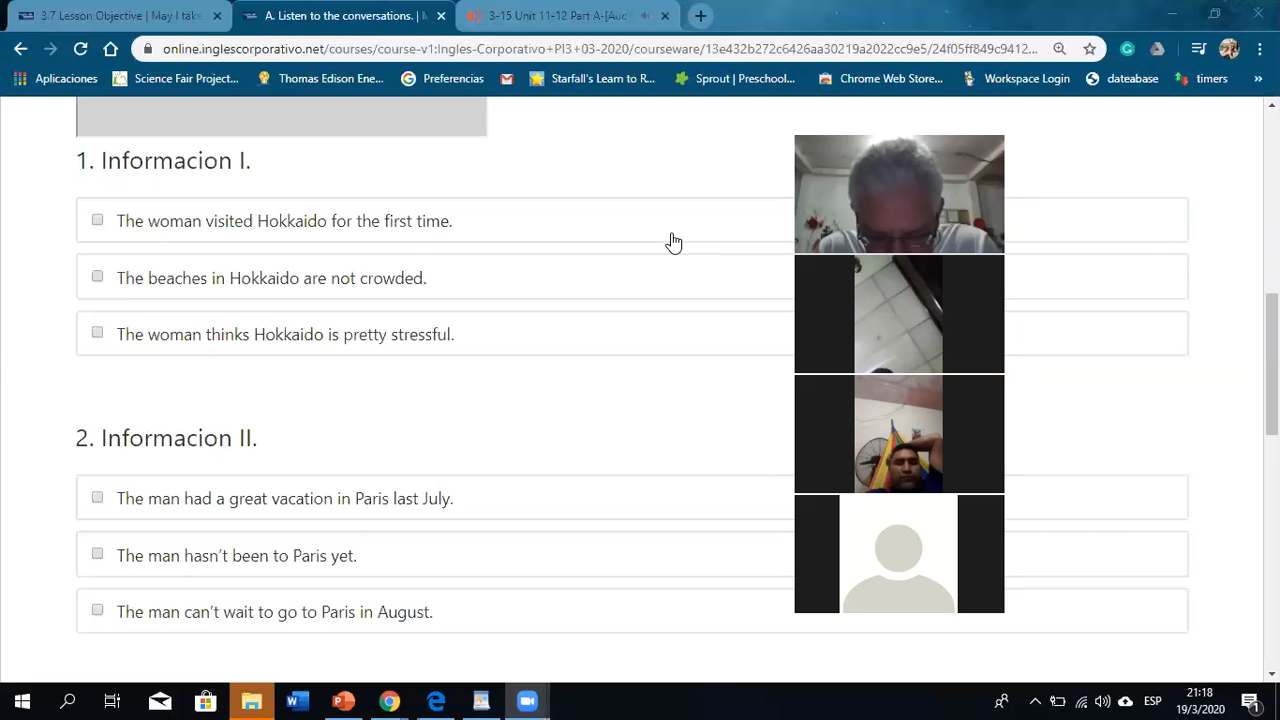 3.7 Lesson Objective | May I take
A. Listen to the conversations. |
3-15 Unit 11-12 Part A-[Aud
online.inglescorporativo.net/courses/course-v1:Ingles-Corporativo+PI3+03-2020/courseware/13e432b272c6426aa30219a2022cc9e5/24f05ff849c9412...
Aplicaciones
Science Fair Project...
Thomas Edison Ene...
Preferencias
Starfall's Learn to R...
Sprout | Preschool...
Chrome Web Store...
Workspace Login
dateabase
timers
1. Informacion I.
The woman visited Hokkaido for the first time.
The beaches in Hokkaido are not crowded.
The woman thinks Hokkaido is pretty stressful.
2. Informacion II.
The man had a great vacation in Paris last July.
The man hasn't been to Paris yet.
The man can't wait to go to Paris in August.
ESP
21:18
19/3/2020
1